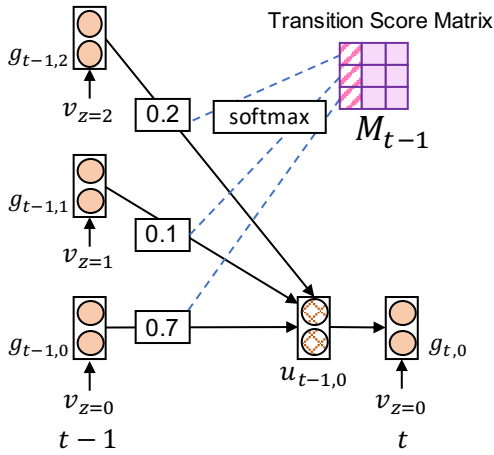 Transition Score Matrix
g_{t−1,2}
v_{z=2}
0.2
softmax
M_{t−1}
g_{t−1,1}
v_{z=1}
0.1
g_{t−1,0}
v_{z=0}
0.7
u_{t−1,0}
g_{t,0}
v_{z=0}
t − 1
t